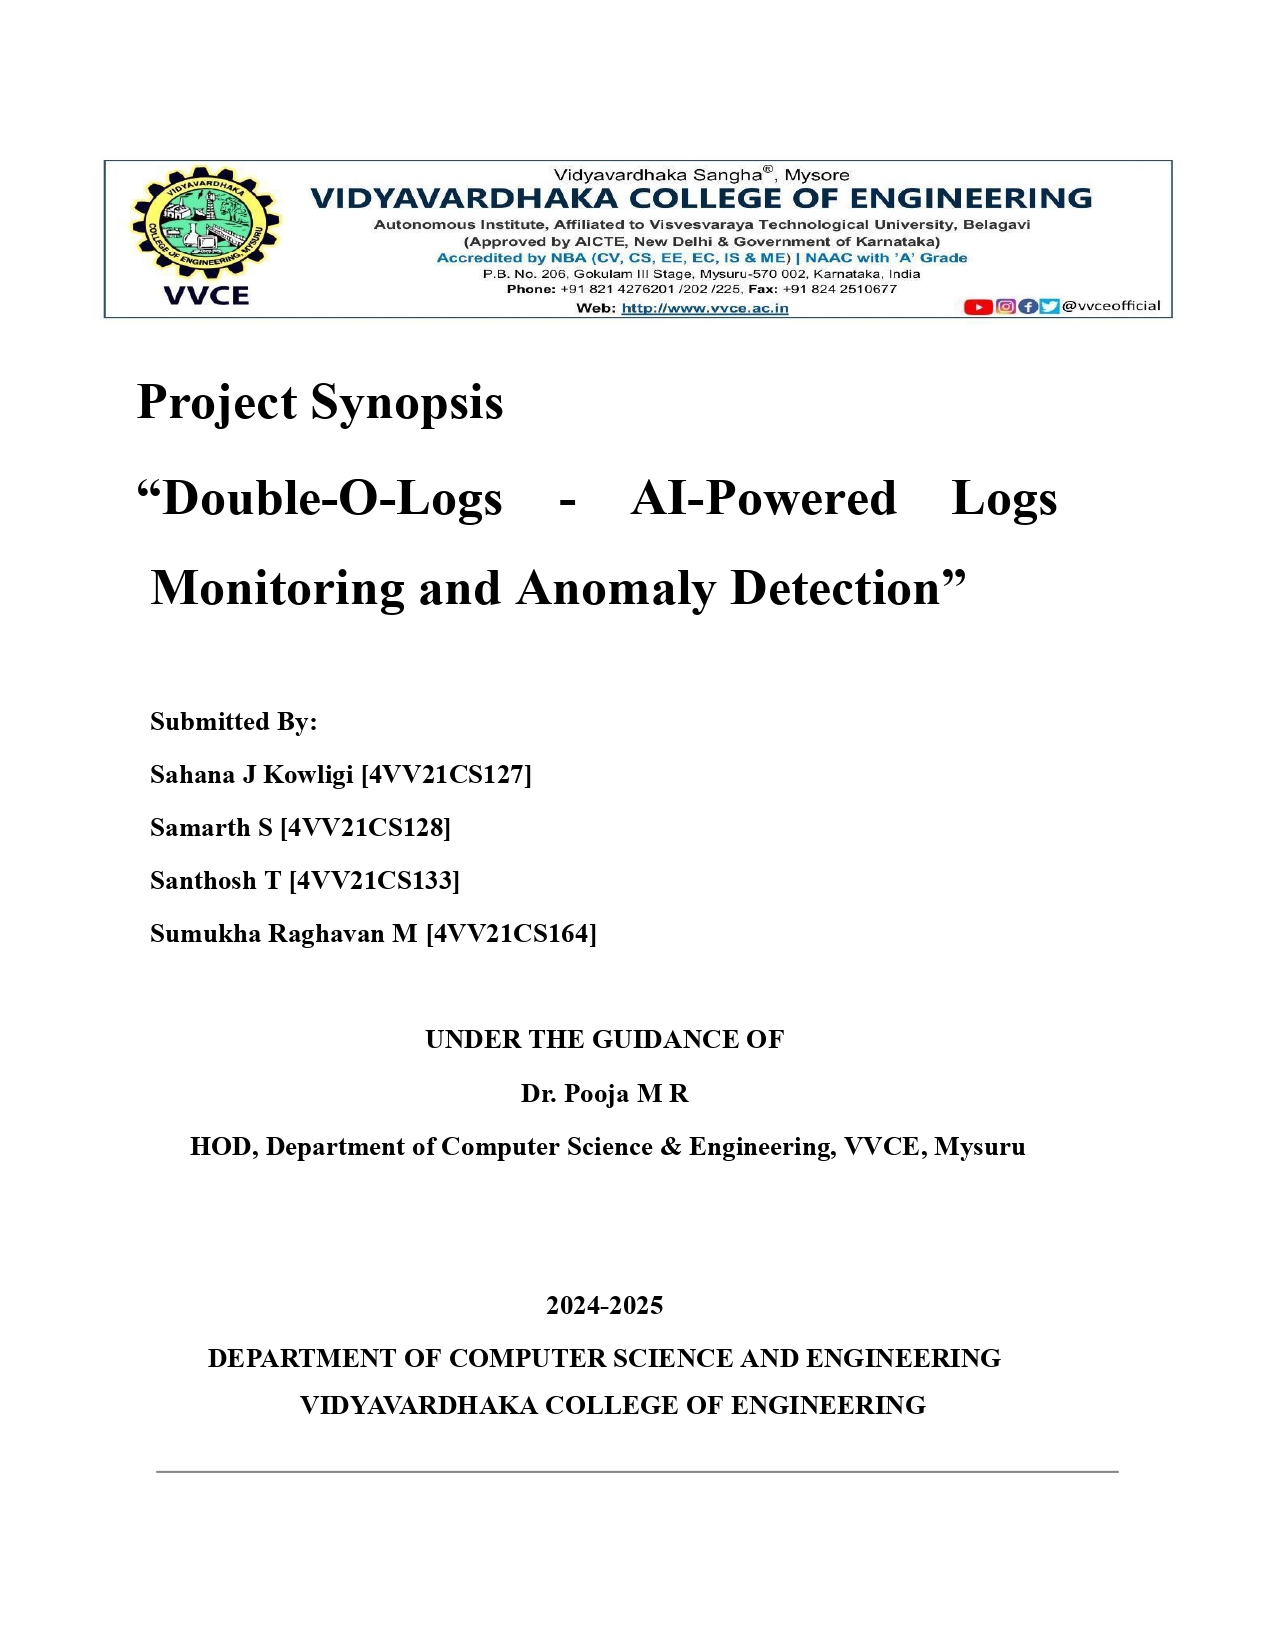 VIDYAVARDHAKA
COLLEGE OF ENGINEERING, MYSURU
VVCE
Vidyavardhaka Sangha®, Mysore
VIDYAVARDHAKA COLLEGE OF ENGINEERING
Autonomous Institute, Affiliated to Visvesvaraya Technological University, Belagavi
(Approved by AICTE, New Delhi & Government of Karnataka)
Accredited by NBA (CV, CS, EE, EC, IS & ME) | NAAC with 'A' Grade
P.B. No. 206, Gokulam III Stage, Mysuru-570 002, Karnataka, India
Phone: +91 821 4276201 /202 /225, Fax: +91 824 2510677
Web: http://www.vvce.ac.in
@vvceofficial
Project Synopsis
“Double-O-Logs - AI-Powered Logs
Monitoring and Anomaly Detection”
Submitted By:
Sahana J Kowligi [4VV21CS127]
Samarth S [4VV21CS128]
Santhosh T [4VV21CS133]
Sumukha Raghavan M [4VV21CS164]
UNDER THE GUIDANCE OF
Dr. Pooja M R
HOD, Department of Computer Science & Engineering, VVCE, Mysuru
2024-2025
DEPARTMENT OF COMPUTER SCIENCE AND ENGINEERING
VIDYAVARDHAKA COLLEGE OF ENGINEERING